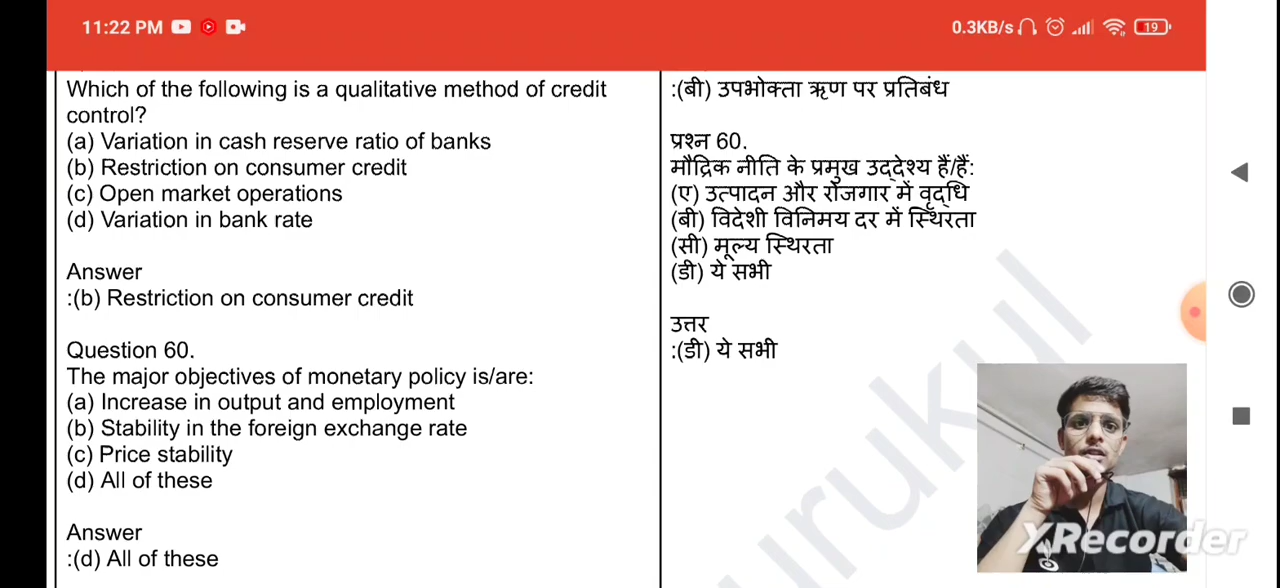 11:22 PM
0.3KB/s
19
Which of the following is a qualitative method of credit
control?
(a) Variation in cash reserve ratio of banks
(b) Restriction on consumer credit
(c) Open market operations
(d) Variation in bank rate
Answer
:(b) Restriction on consumer credit
Question 60.
The major objectives of monetary policy is/are:
(a) Increase in output and employment
(b) Stability in the foreign exchange rate
(c) Price stability
(d) All of these
Answer
:(d) All of these
:(बी) उपभोक्ता ऋण पर प्रतिबंध
प्रश्न 60.
मौद्रिक नीति के प्रमुख उद्देश्य हैं/हैं:
(ए) उत्पादन और रोजगार में वृद्धि
(बी) विदेशी विनिमय दर में स्थिरता
(सी) मूल्य स्थिरता
(डी) ये सभी
उत्तर
:(डी) ये सभी
urukul
XRecorder